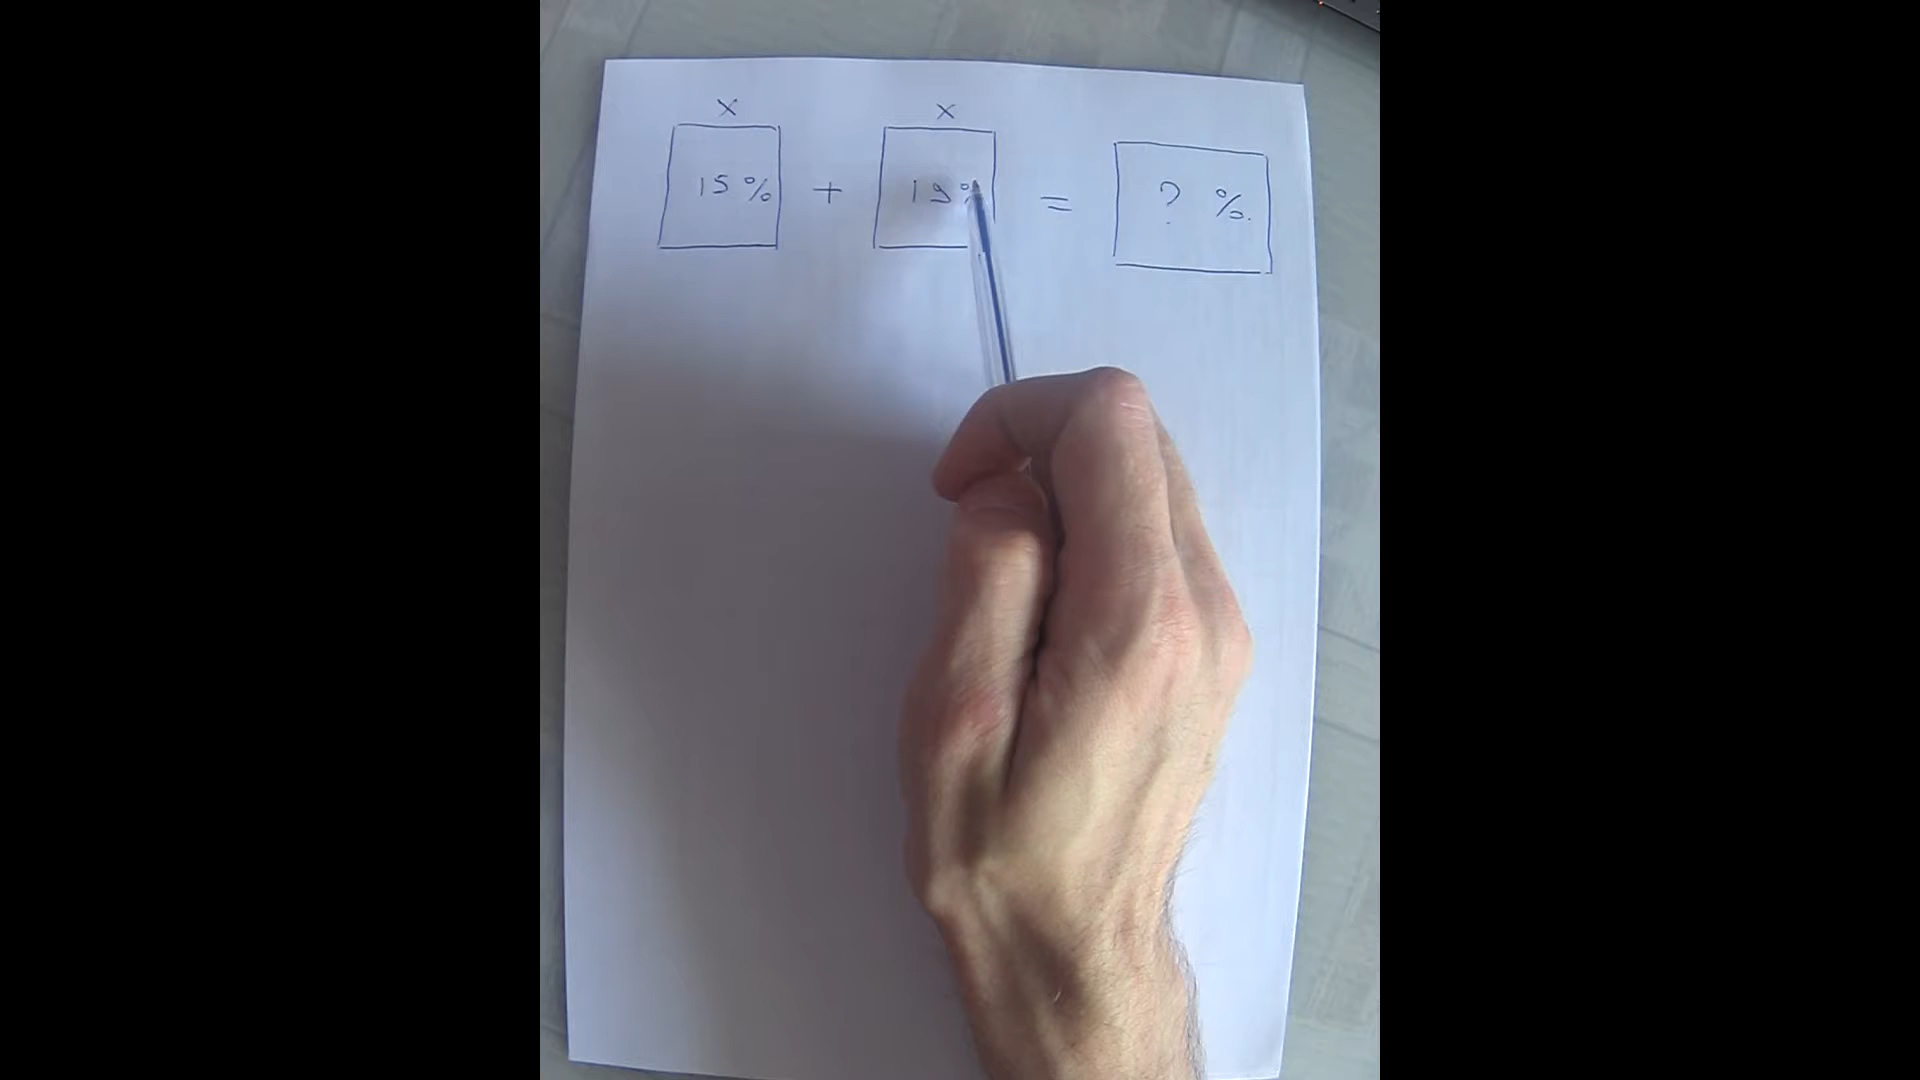 X X
15% + 19% = ? %.